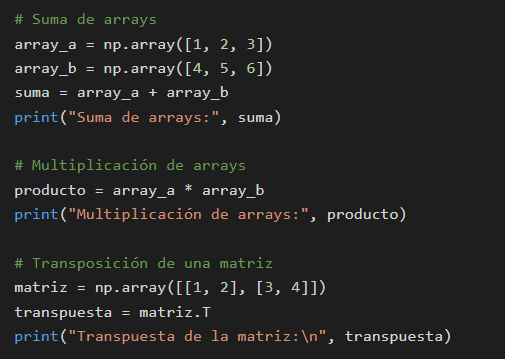 # Suma de arrays
array_a = np.array([1, 2, 3])
array_b = np.array([4, 5, 6])
suma = array_a + array_b
print("Suma de arrays:", suma)
# Multiplicación de arrays
producto = array_a * array_b
print("Multiplicación de arrays:", producto)
# Transposición de una matriz
matriz = np.array([[1, 2], [3, 4]])
transpuesta = matriz.T
print("Transpuesta de la matriz:\n", transpuesta)